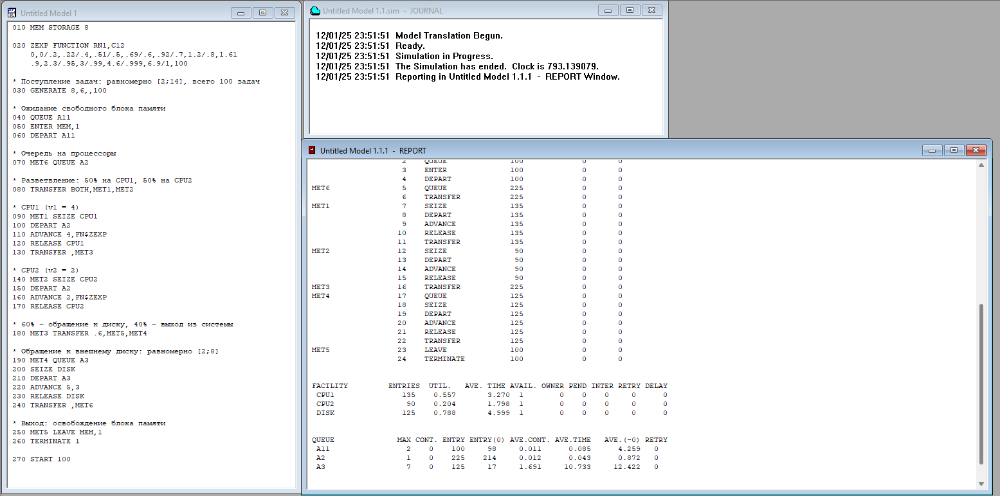 Untitled Model 1
010 MEM STORAGE 8
020 ZEXP FUNCTION RN1,C12
0,0/.2,.22/.4,.51/.5,.69/.6,.92/.7,1.2/.8,1.61
.9,2.3/.95,3/.99,4.6/.999,6.9/1,100
* Поступление задач: равномерно [2;14], всего 100 задач
030 GENERATE 8,6,,100
* Ожидание свободного блока памяти
040 QUEUE A11
050 ENTER MEM,1
060 DEPART A11
* Очередь на процессоры
070 MET6 QUEUE A2
* Разветвление: 50% на CPU1, 50% на CPU2
080 TRANSFER BOTH,MET1,MET2
* CPU1 (v1 = 4)
090 MET1 SEIZE CPU1
100 DEPART A2
110 ADVANCE 4,FN$ZEXP
120 RELEASE CPU1
130 TRANSFER ,MET3
* CPU2 (v2 = 2)
140 MET2 SEIZE CPU2
150 DEPART A2
160 ADVANCE 2,FN$ZEXP
170 RELEASE CPU2
* 60% – обращение к диску, 40% – выход из системы
180 MET3 TRANSFER .6,MET5,MET4
* Обращение к внешнему диску: равномерно [2;8]
190 MET4 QUEUE A3
200 SEIZE DISK
210 DEPART A3
220 ADVANCE 5,3
230 RELEASE DISK
240 TRANSFER ,MET6
* Выход: освобождение блока памяти
250 MET5 LEAVE MEM,1
260 TERMINATE 1
270 START 100
Untitled Model 1.1.sim - JOURNAL
12/01/25 23:51:51 Model Translation Begun.
12/01/25 23:51:51 Ready.
12/01/25 23:51:51 Simulation in Progress.
12/01/25 23:51:51 The Simulation has ended. Clock is 793.139079.
12/01/25 23:51:51 Reporting in Untitled Model 1.1.1 - REPORT Window.
Untitled Model 1.1.1 - REPORT
2 QUEUE 100 0 0
3 ENTER 100 0 0
4 DEPART 100 0 0
MET6 5 QUEUE 225 0 0
6 TRANSFER 225 0 0
MET1 7 SEIZE 135 0 0
8 DEPART 135 0 0
9 ADVANCE 135 0 0
10 RELEASE 135 0 0
11 TRANSFER 135 0 0
MET2 12 SEIZE 90 0 0
13 DEPART 90 0 0
14 ADVANCE 90 0 0
15 RELEASE 90 0 0
MET3 16 TRANSFER 225 0 0
MET4 17 QUEUE 125 0 0
18 SEIZE 125 0 0
19 DEPART 125 0 0
20 ADVANCE 125 0 0
21 RELEASE 125 0 0
22 TRANSFER 125 0 0
MET5 23 LEAVE 100 0 0
24 TERMINATE 100 0 0
FACILITY ENTRIES UTIL. AVE. TIME AVAIL. OWNER PEND INTER RETRY DELAY
CPU1 135 0.557 3.270 1 0 0 0 0 0
CPU2 90 0.204 1.798 1 0 0 0 0 0
DISK 125 0.788 4.999 1 0 0 0 0 0
QUEUE MAX CONT. ENTRY ENTRY(0) AVE.CONT. AVE.TIME AVE.(-0) RETRY
A11 2 0 100 98 0.011 0.085 4.259 0
A2 1 0 225 214 0.012 0.043 0.872 0
A3 7 0 125 17 1.691 10.733 12.422 0